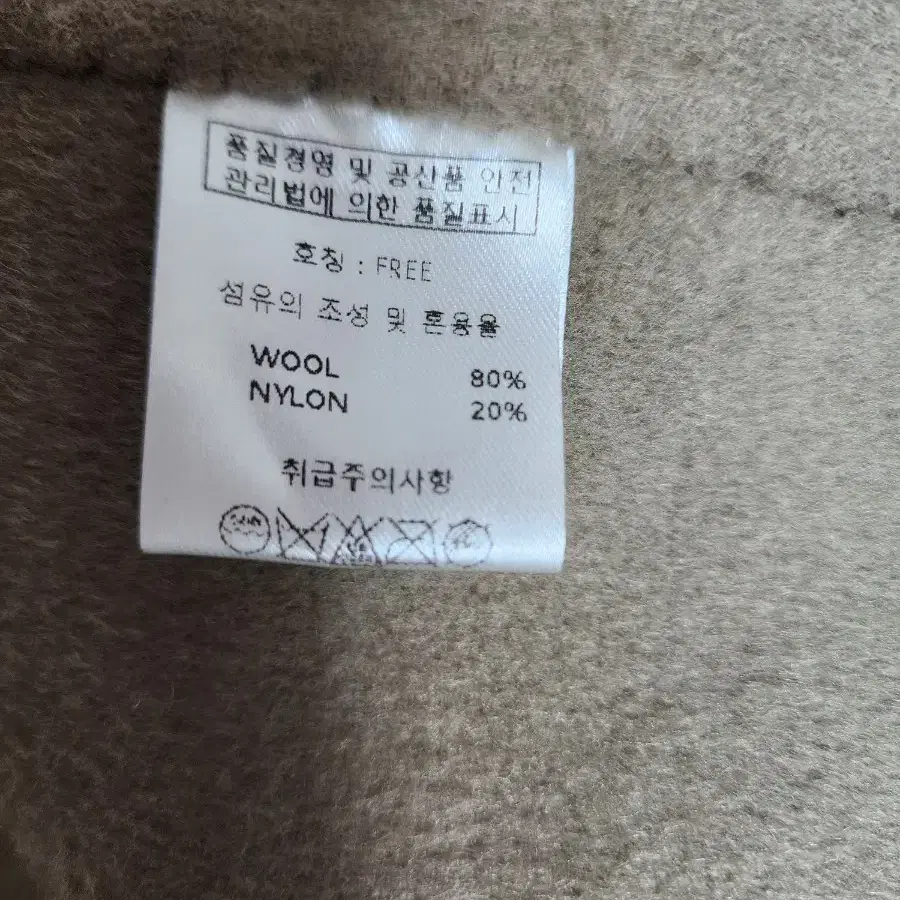 품질경영 및 공산품 안전
관리법에 의한 품질표시
호칭 : FREE
섬유의 조성 및 혼용율
WOOL 80%
NYLON 20%
취급주의사항